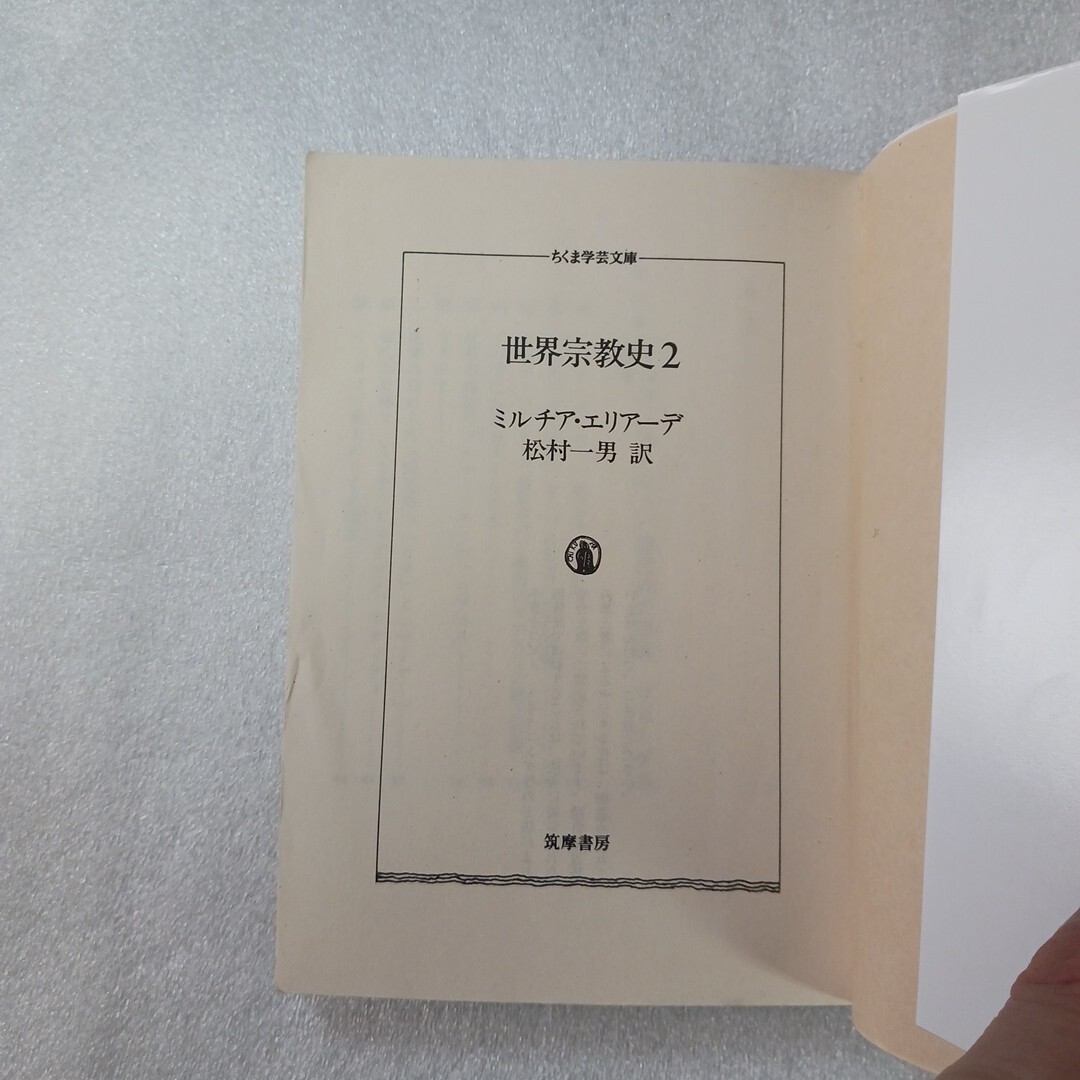 ちくま学芸文庫
世界宗教史2
ミルチア・エリアーデ
松村一男 訳
筑摩書房